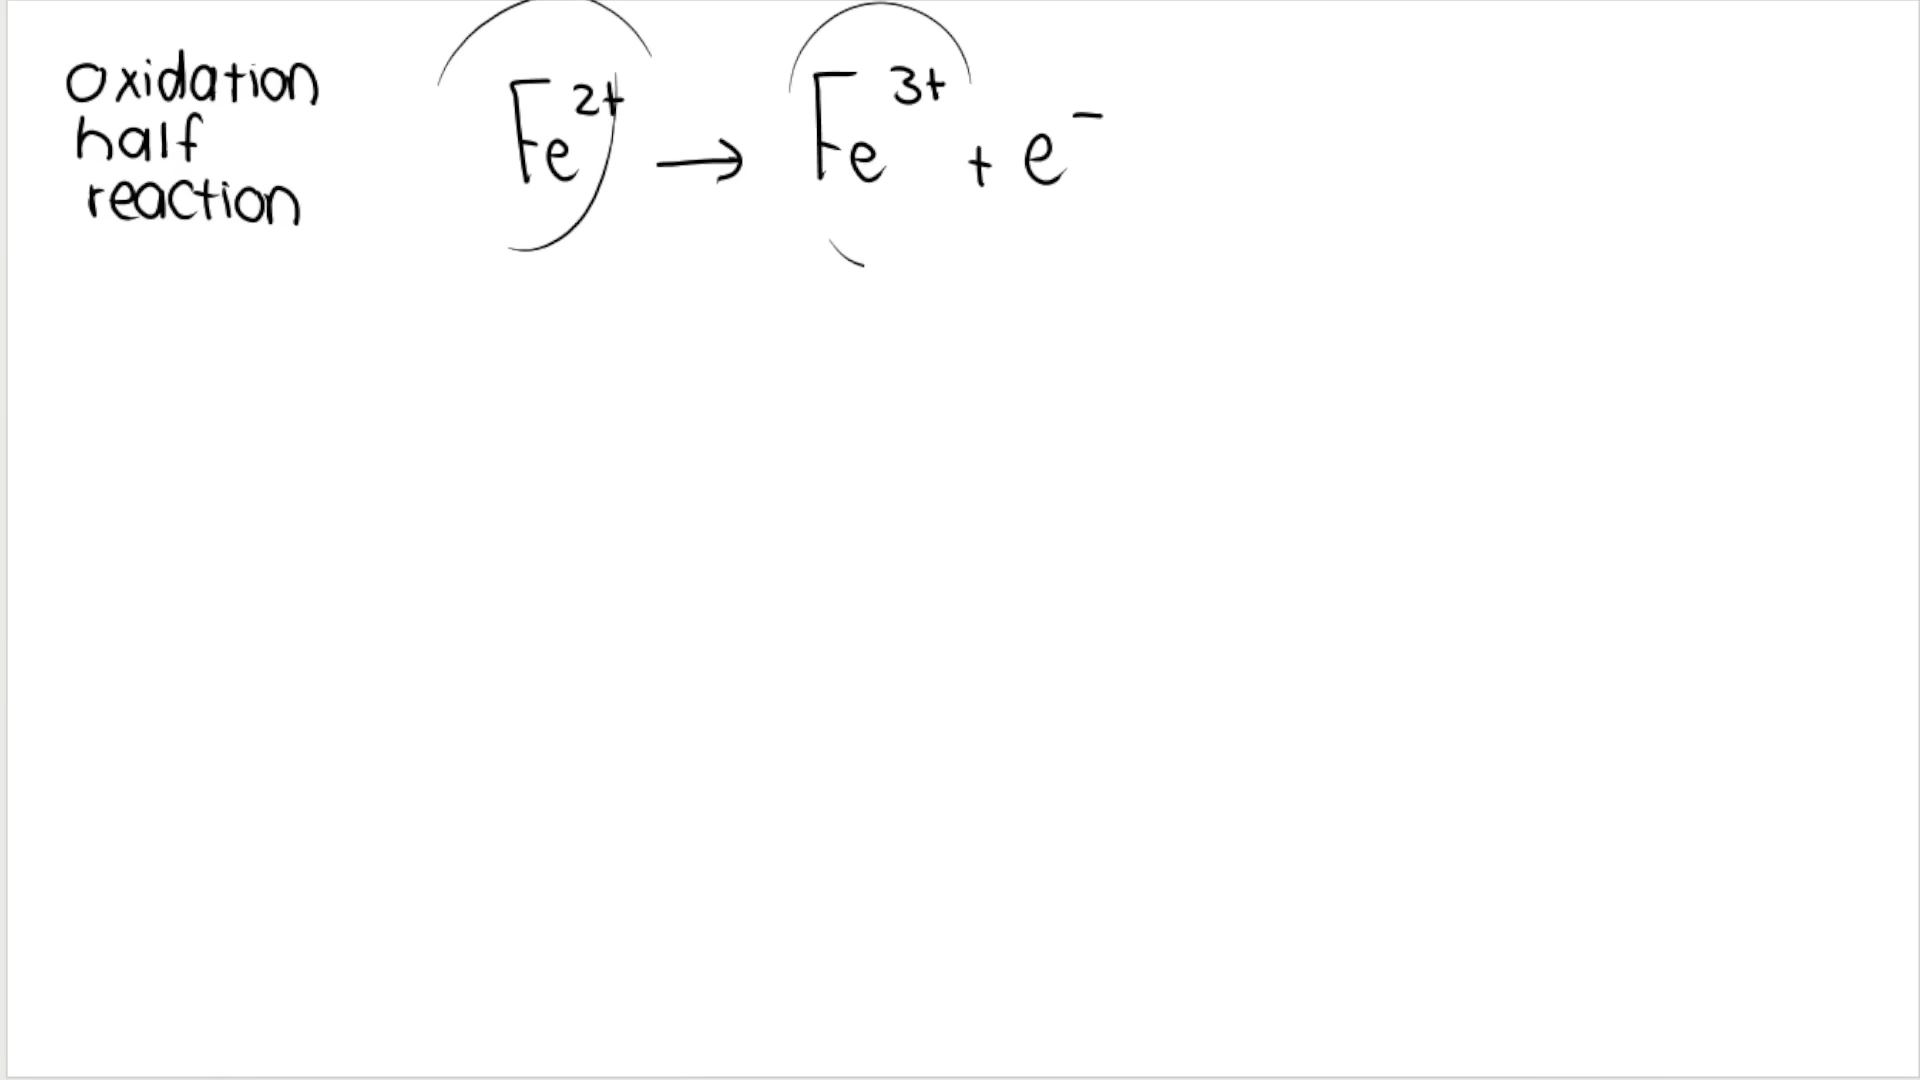 oxidation
half
reaction
Fe²⁺ → Fe³⁺ + e⁻